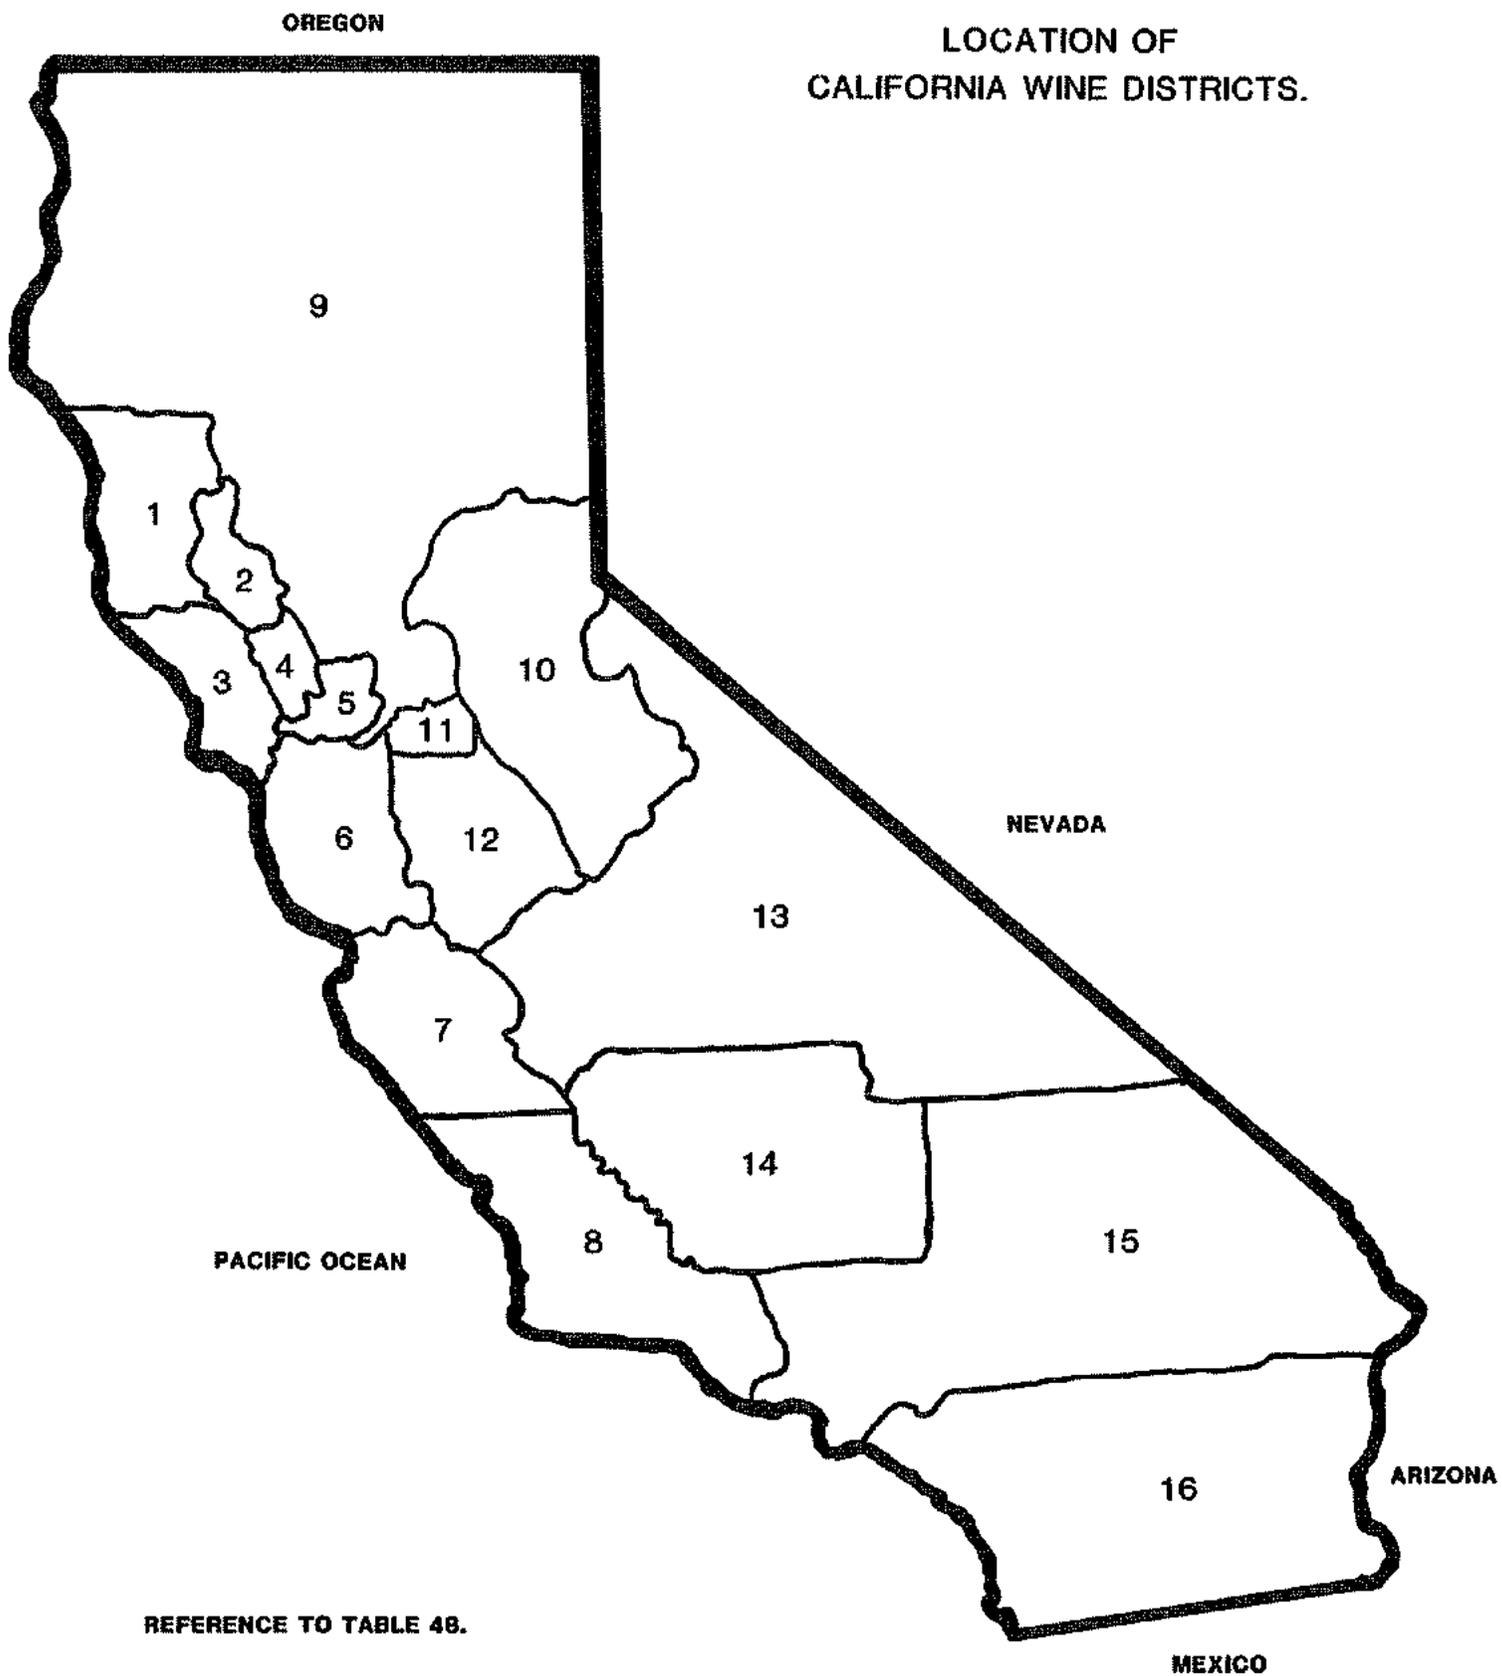 OREGON
LOCATION OF
CALIFORNIA WINE DISTRICTS.
9
1
2
3
4
5
10
11
6
12
NEVADA
13
7
14
8
15
PACIFIC OCEAN
16
ARIZONA
REFERENCE TO TABLE 48.
MEXICO